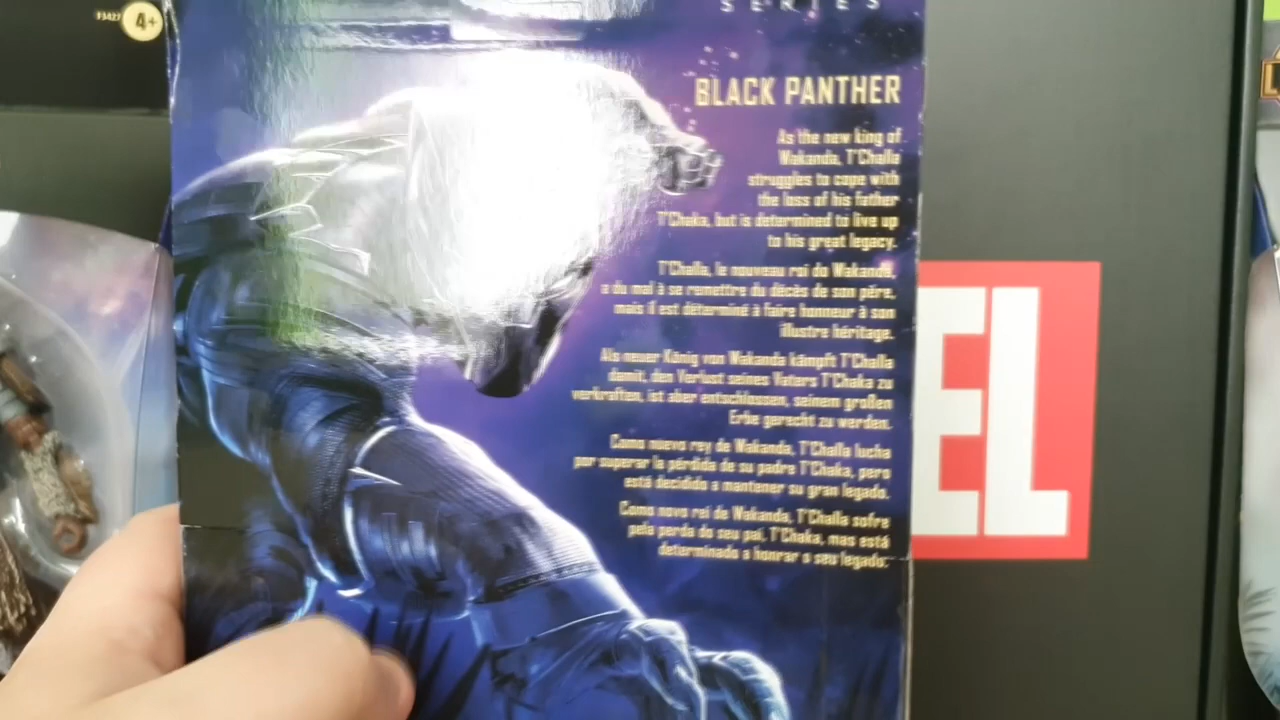 F3427 4+
SERIES
BLACK PANTHER
As the new king of
Wakanda, T'Challa
struggles to cope with
the loss of his father
T'Chaka, but is determined to live up
to his great legacy.
T'Challa, le nouveau roi do Wakanda,
a du mal à se remettre du décès de son père,
mais il est déterminé à faire honneur à son
illustre héritage.
Als neuer König von Wakanda kämpft T'Challa
damit, den Verlust seines Vaters T'Chaka zu
verkraften, ist aber entschlossen, seinem großen
Erbe gerecht zu werden.
Como nuevo rey de Wakanda, T'Challa lucha
por superar la pérdida de su padre T'Chaka, pero
está decidido a mantener su gran legado.
Como novo rei de Wakanda, T'Challa sofre
pela perda do seu pai, T'Chaka, mas está
determinado a honrar o seu legado.
EL